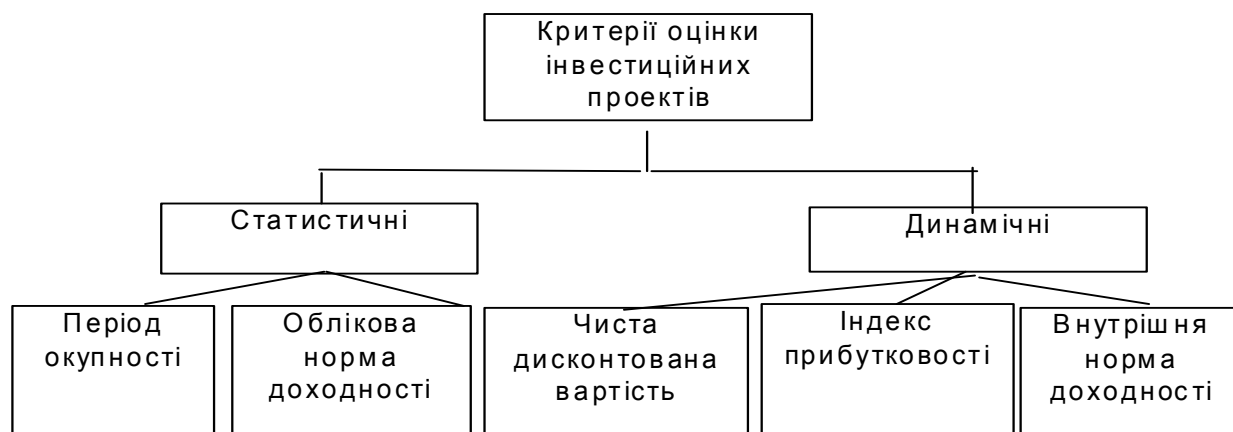 Критерії оцінки
інвестиційних
проектів
Статистичні
Динамічні
Період
окупності
Облікова
норма
доходності
Чиста
дисконтована
вартість
Індекс
прибутковості
Внутрішня
норма
доходності